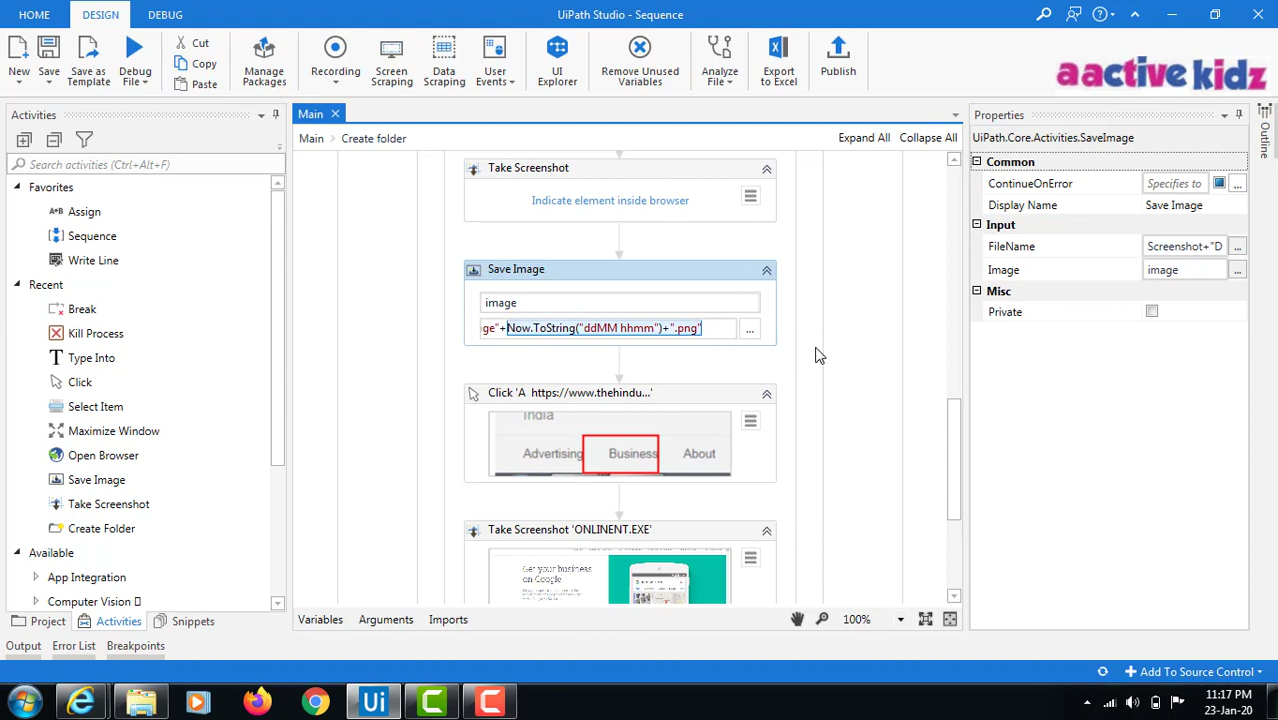 HOME DESIGN DEBUG UiPath Studio - Sequence
New Save Save as Template Debug File Cut Copy Paste Manage Packages Recording Screen Scraping Data Scraping User Events UI Explorer Remove Unused Variables Analyze File Export to Excel Publish
aactive kidz
Activities
Search activities (Ctrl+Alt+F)
Favorites
Assign
Sequence
Write Line
Recent
Break
Kill Process
Type Into
Click
Select Item
Maximize Window
Open Browser
Save Image
Take Screenshot
Create Folder
Available
App Integration
Computer Vision
Project Activities Snippets
Output Error List Breakpoints
Main
Main Create folder Expand All Collapse All
Take Screenshot
Indicate element inside browser
Save Image
image
ge"+Now.ToString("ddMM hhmm")+".png"
...
Click 'A https://www.thehindu...'
India
Advertising Business About
Take Screenshot 'ONLINENT.EXE'
Get your business
on Google
Variables Arguments Imports 100%
Properties
UiPath.Core.Activities.SaveImage
Common
ContinueOnError Specifies to ...
Display Name Save Image
Input
FileName Screenshot+"D ...
Image image ...
Misc
Private
Outline
Add To Source Control
Ui C C
11:17 PM
23-Jan-20